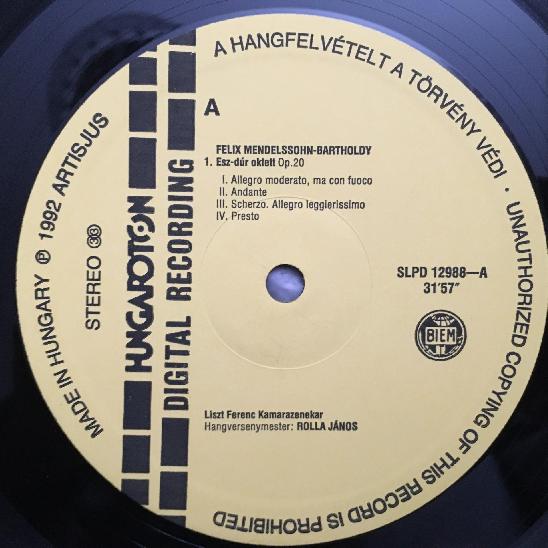 A HANGFELVÉTELT A TÖRVÉNY VÉDI · UNAUTHORIZED COPYING OF THIS RECORD IS PROHIBITED
MADE IN HUNGARY Ⓟ 1992 ARTISJUS
STEREO 33
HUNGAROTON
DIGITAL RECORDING
A
FELIX MENDELSSOHN-BARTHOLDY
1. Esz-dúr oktett Op.20
I. Allegro moderato, ma con fuoco
II. Andante
III. Scherzo. Allegro leggierissimo
IV. Presto
SLPD 12988—A
31'57"
BIEM
Liszt Ferenc Kamarazenekar
Hangversenymester: ROLLA JÁNOS